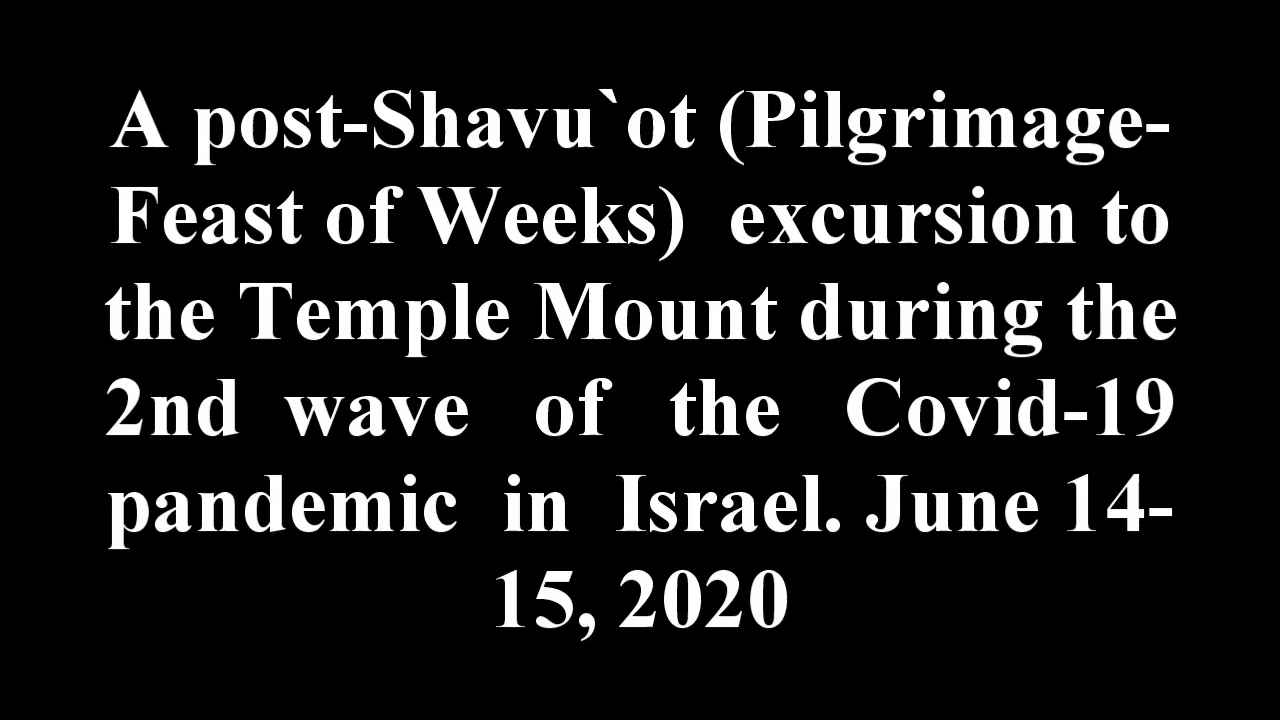 A post-Shavu`ot (Pilgrimage-
Feast of Weeks)  excursion to
the Temple Mount during the
2nd  wave  of  the  Covid-19
pandemic  in  Israel. June 14-
15, 2020